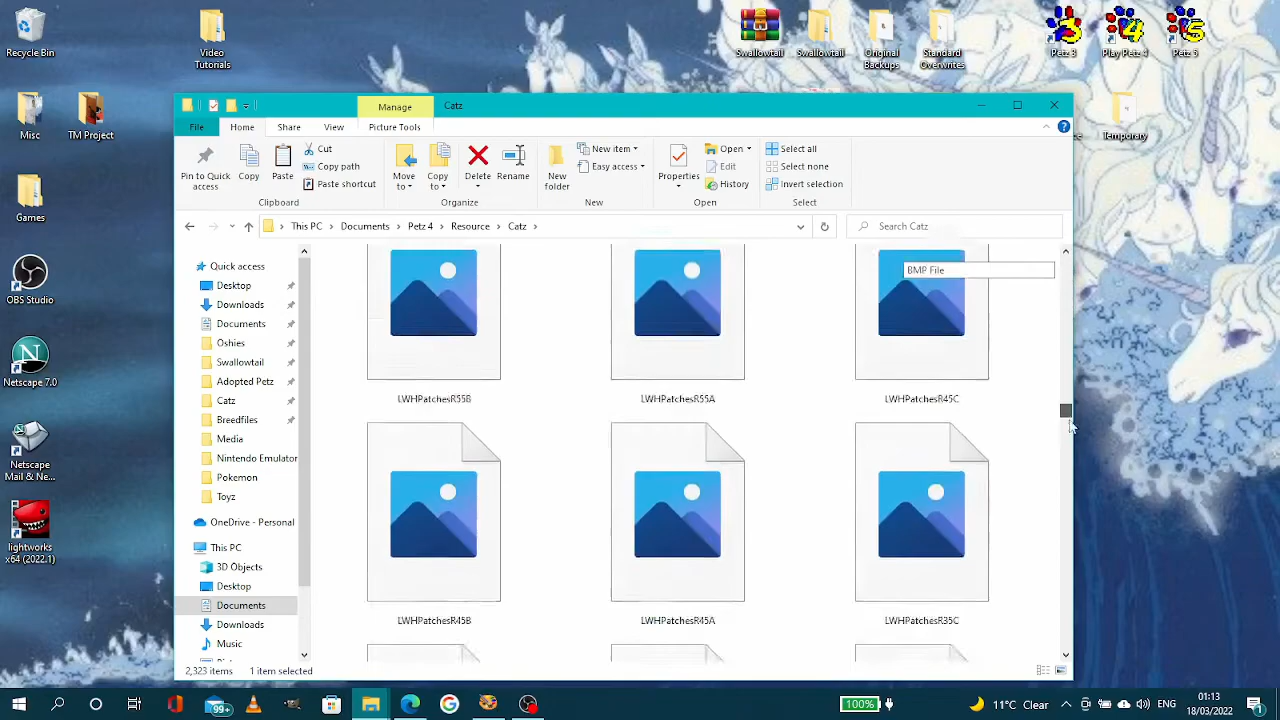 Recycle Bin
Video
Tutorials
Swallowtail
Swallowtail
Original
Backups
Standard
Overwrites
Petz 3
Play Petz 4
Petz 5
Misc
TM Project
Temporary
Games
OBS Studio
Netscape 7.0
Netscape
Mail & Ne...
lightworks
x64 (2022.1)
Manage
Catz
File
Home
Share
View
Picture Tools
Pin to Quick
access
Copy
Paste
Cut
Copy path
Paste shortcut
Clipboard
Move
to
Copy
to
Delete
Rename
Organize
New
folder
New item
Easy access
New
Properties
Open
Edit
History
Open
Select all
Select none
Invert selection
Select
This PC
Documents
Petz 4
Resource
Catz
Search Catz
Quick access
Desktop
Downloads
Documents
Oshies
Swallowtail
Adopted Petz
Catz
Breedfiles
Media
Nintendo Emulator
Pokemon
Toyz
OneDrive - Personal
This PC
3D Objects
Desktop
Documents
Downloads
Music
BMP File
LWHPatchesR55B
LWHPatchesR55A
LWHPatchesR45C
LWHPatchesR45B
LWHPatchesR45A
LWHPatchesR35C
2,323 items
1 item selected
99+
100%
11°C Clear
01:13
18/03/2022
1